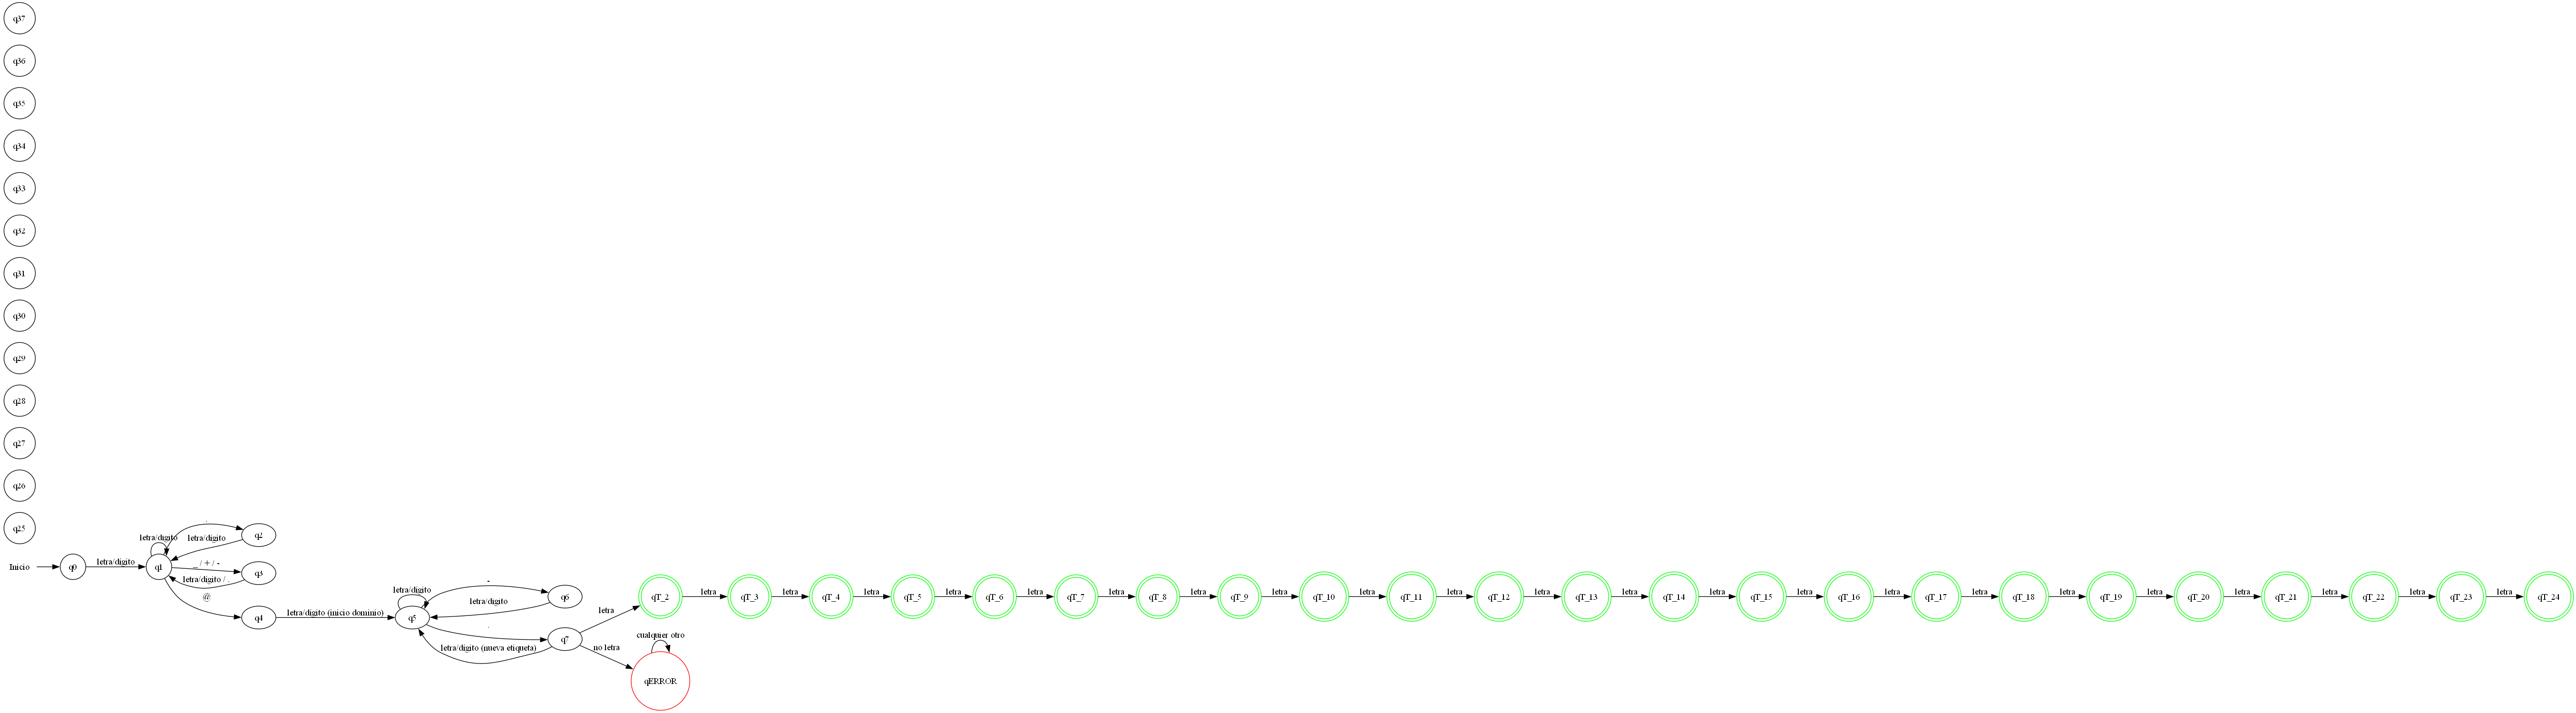 q37
q36
q35
q34
q33
q32
q31
q30
q29
q28
q27
q26
q25
Inicio
q0
letra/digito
q1
letra/digito
.
letra/digito
q2
_ / + / -
letra/digito / .
q3
@
q4
letra/digito (inicio dominio)
q5
letra/digito
-
letra/digito
q6
.
letra/digito (nueva etiqueta)
q7
letra
no letra
cualquier otro
qERROR
qT_2
letra
qT_3
letra
qT_4
letra
qT_5
letra
qT_6
letra
qT_7
letra
qT_8
letra
qT_9
letra
qT_10
letra
qT_11
letra
qT_12
letra
qT_13
letra
qT_14
letra
qT_15
letra
qT_16
letra
qT_17
letra
qT_18
letra
qT_19
letra
qT_20
letra
qT_21
letra
qT_22
letra
qT_23
letra
qT_24